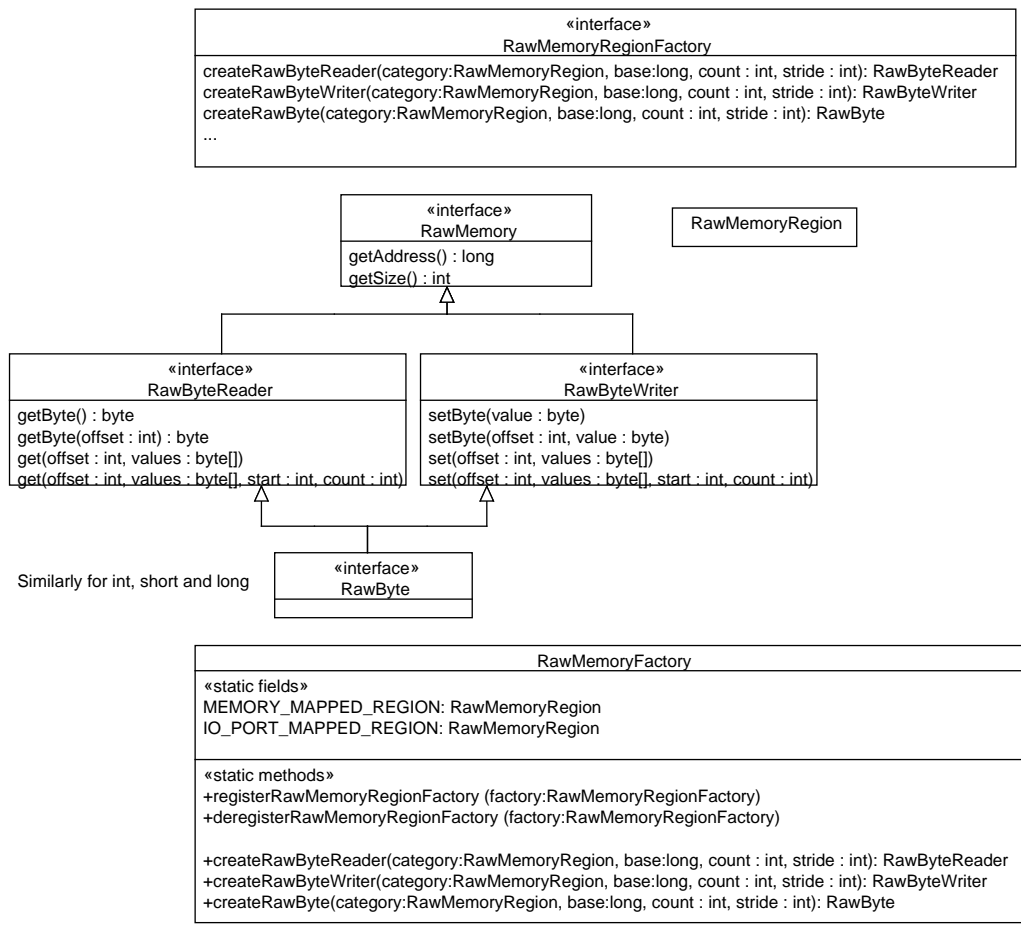 «interface»
RawMemoryRegionFactory
createRawByteReader(category:RawMemoryRegion, base:long, count : int, stride : int): RawByteReader
createRawByteWriter(category:RawMemoryRegion, base:long, count : int, stride : int): RawByteWriter
createRawByte(category:RawMemoryRegion, base:long, count : int, stride : int): RawByte
...
«interface»
RawMemory
getAddress() : long
getSize() : int
RawMemoryRegion
«interface»
RawByteReader
getByte() : byte
getByte(offset : int) : byte
get(offset : int, values : byte[])
get(offset : int, values : byte[], start : int, count : int)
«interface»
RawByteWriter
setByte(value : byte)
setByte(offset : int, value : byte)
set(offset : int, values : byte[])
set(offset : int, values : byte[], start : int, count : int)
Similarly for int, short and long
«interface»
RawByte
RawMemoryFactory
«static fields»
MEMORY_MAPPED_REGION: RawMemoryRegion
IO_PORT_MAPPED_REGION: RawMemoryRegion
«static methods»
+registerRawMemoryRegionFactory (factory:RawMemoryRegionFactory)
+deregisterRawMemoryRegionFactory (factory:RawMemoryRegionFactory)
+createRawByteReader(category:RawMemoryRegion, base:long, count : int, stride : int): RawByteReader
+createRawByteWriter(category:RawMemoryRegion, base:long, count : int, stride : int): RawByteWriter
+createRawByte(category:RawMemoryRegion, base:long, count : int, stride : int): RawByte